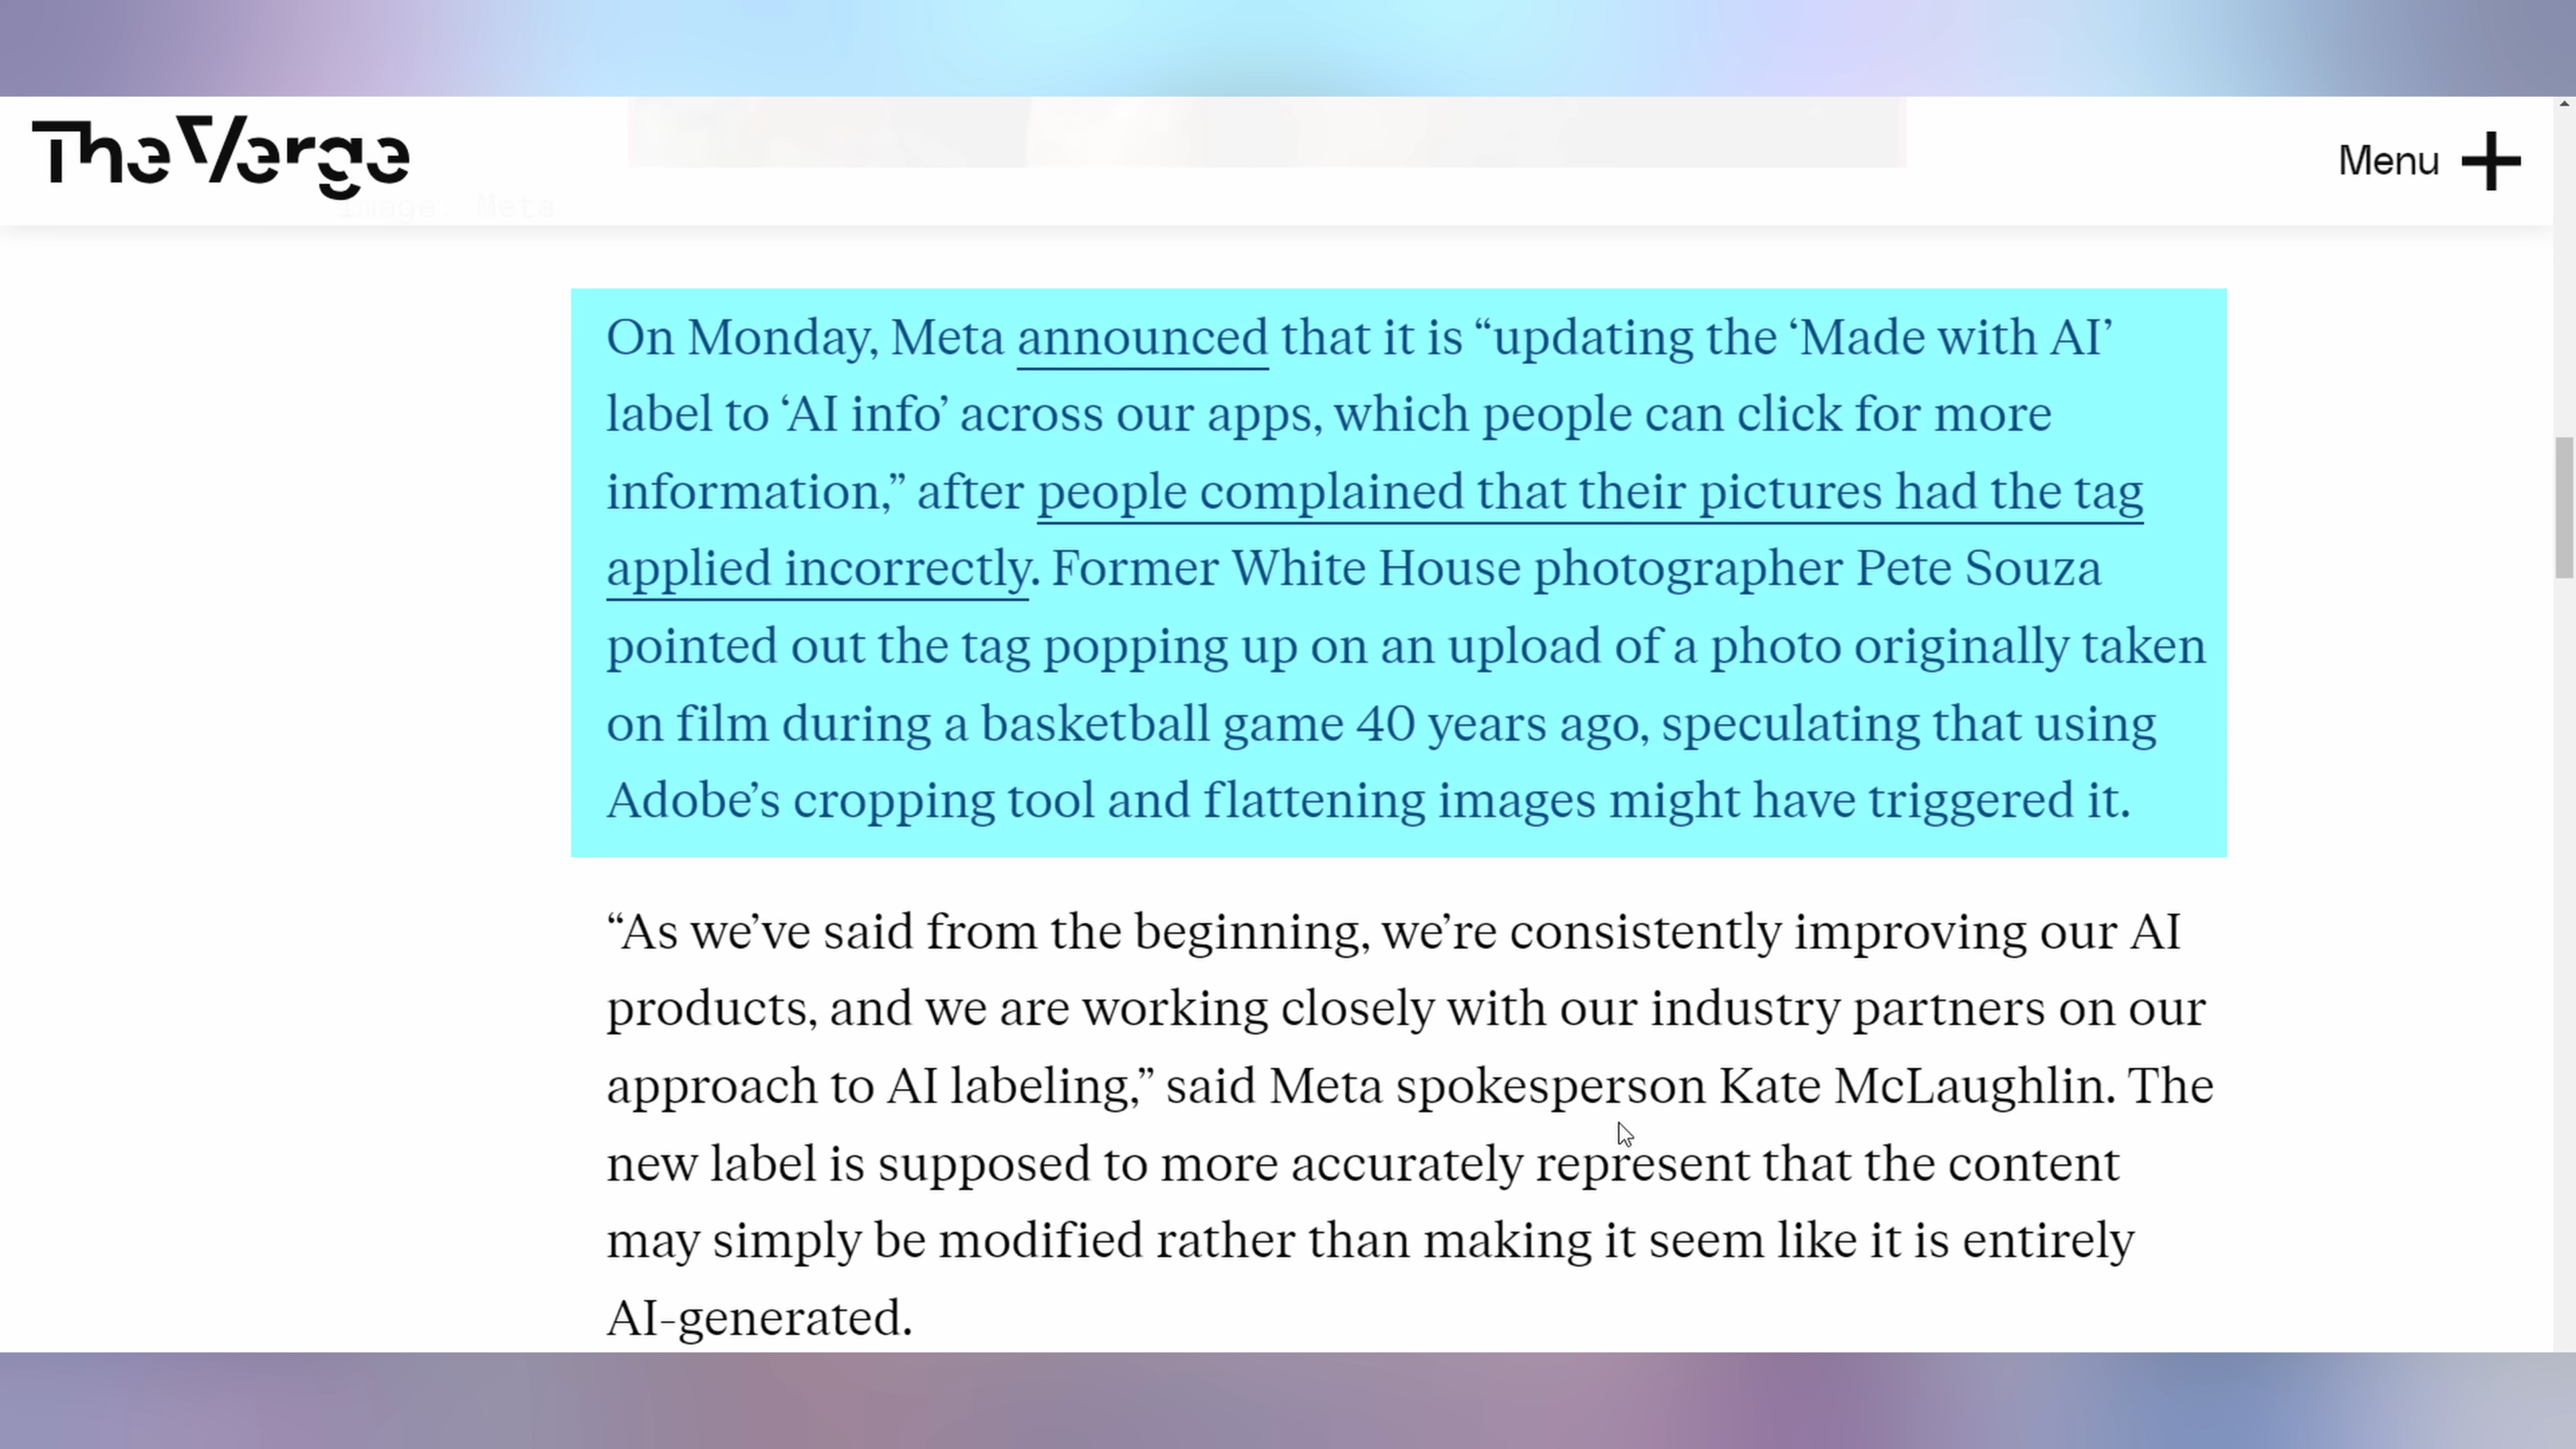 The Verge
Menu
Image: Meta
On Monday, Meta announced that it is “updating the ‘Made with AI’
label to ‘AI info’ across our apps, which people can click for more
information,” after people complained that their pictures had the tag
applied incorrectly. Former White House photographer Pete Souza
pointed out the tag popping up on an upload of a photo originally taken
on film during a basketball game 40 years ago, speculating that using
Adobe’s cropping tool and flattening images might have triggered it.
“As we’ve said from the beginning, we’re consistently improving our AI
products, and we are working closely with our industry partners on our
approach to AI labeling,” said Meta spokesperson Kate McLaughlin. The
new label is supposed to more accurately represent that the content
may simply be modified rather than making it seem like it is entirely
AI-generated.